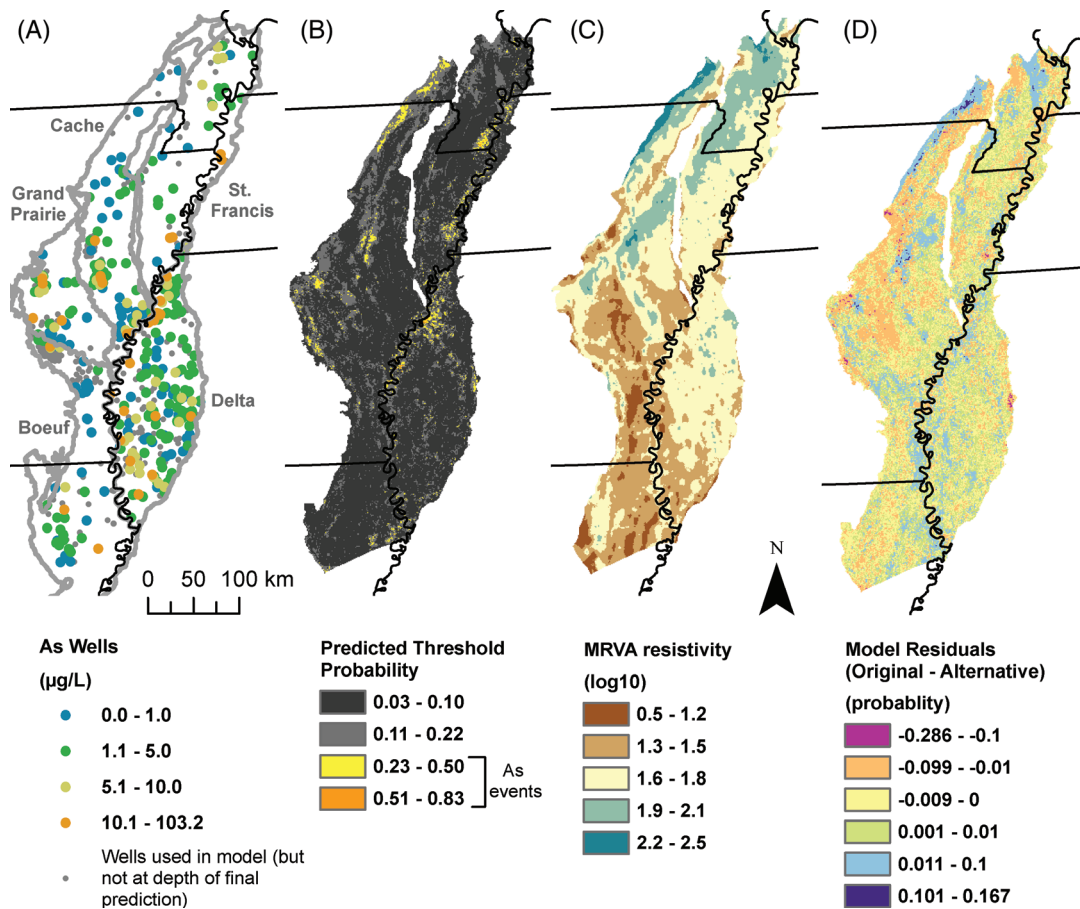 (A)
(B)
(C)
(D)
Cache
Grand
Prairie
St.
Francis
Delta
Boeuf
0 50 100 km
N
As Wells
(µg/L)
0.0 - 1.0
1.1 - 5.0
5.1 - 10.0
10.1 - 103.2
Wells used in model (but
not at depth of final
prediction)
Predicted Threshold
Probability
0.03 - 0.10
0.11 - 0.22
0.23 - 0.50
0.51 - 0.83
As
events
MRVA resistivity
(log10)
0.5 - 1.2
1.3 - 1.5
1.6 - 1.8
1.9 - 2.1
2.2 - 2.5
Model Residuals
(Original - Alternative)
(probablity)
-0.286 - -0.1
-0.099 - -0.01
-0.009 - 0
0.001 - 0.01
0.011 - 0.1
0.101 - 0.167